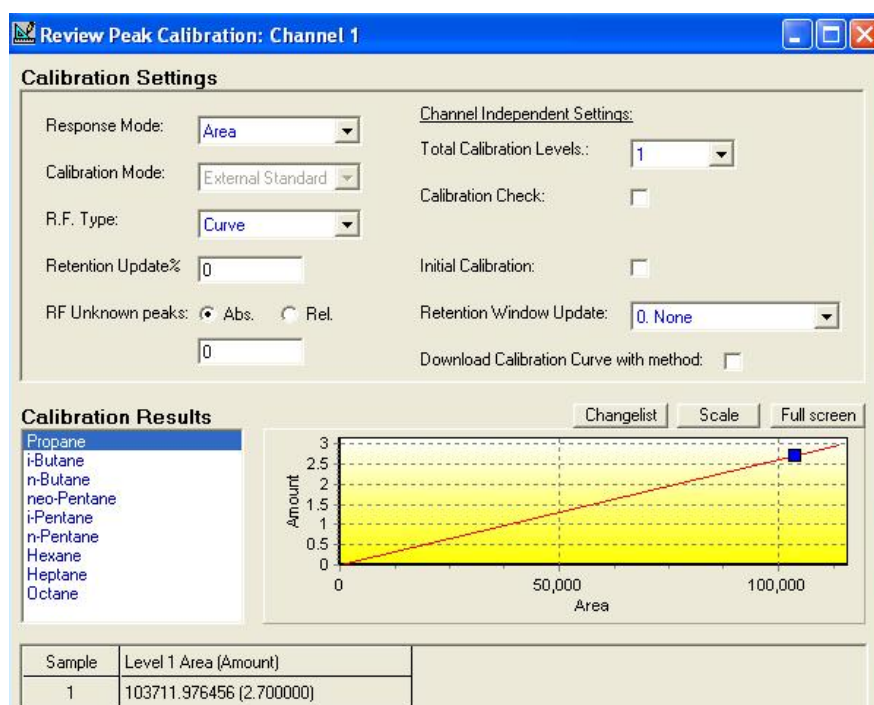 Review Peak Calibration: Channel 1
Calibration Settings
Response Mode:
Area
Calibration Mode:
External Standard
R.F. Type:
Curve
Retention Update%
0
RF Unknown peaks:
Abs.
Rel.
0
Channel Independent Settings:
Total Calibration Levels.:
1
Calibration Check:
Initial Calibration:
Retention Window Update:
0. None
Download Calibration Curve with method:
Calibration Results
Changelist
Scale
Full screen
Propane
i-Butane
n-Butane
neo-Pentane
i-Pentane
n-Pentane
Hexane
Heptane
Octane
Amount
3
2.5
2
1.5
1
0.5
0
0
50,000
100,000
Area
Sample
Level 1 Area (Amount)
1
103711.976456 (2.700000)